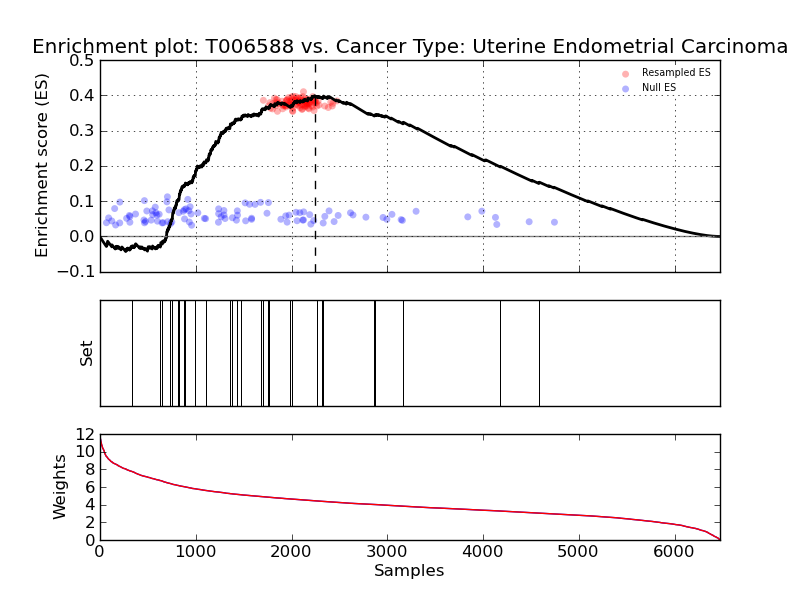 Enrichment plot: T006588 vs. Cancer Type: Uterine Endometrial Carcinoma
0.5
0.4
0.3
0.2
0.1
0.0
−0.1
Enrichment score (ES)
Resampled ES
Null ES
Set
12
10
8
6
4
2
0
Weights
0 1000 2000 3000 4000 5000 6000
Samples